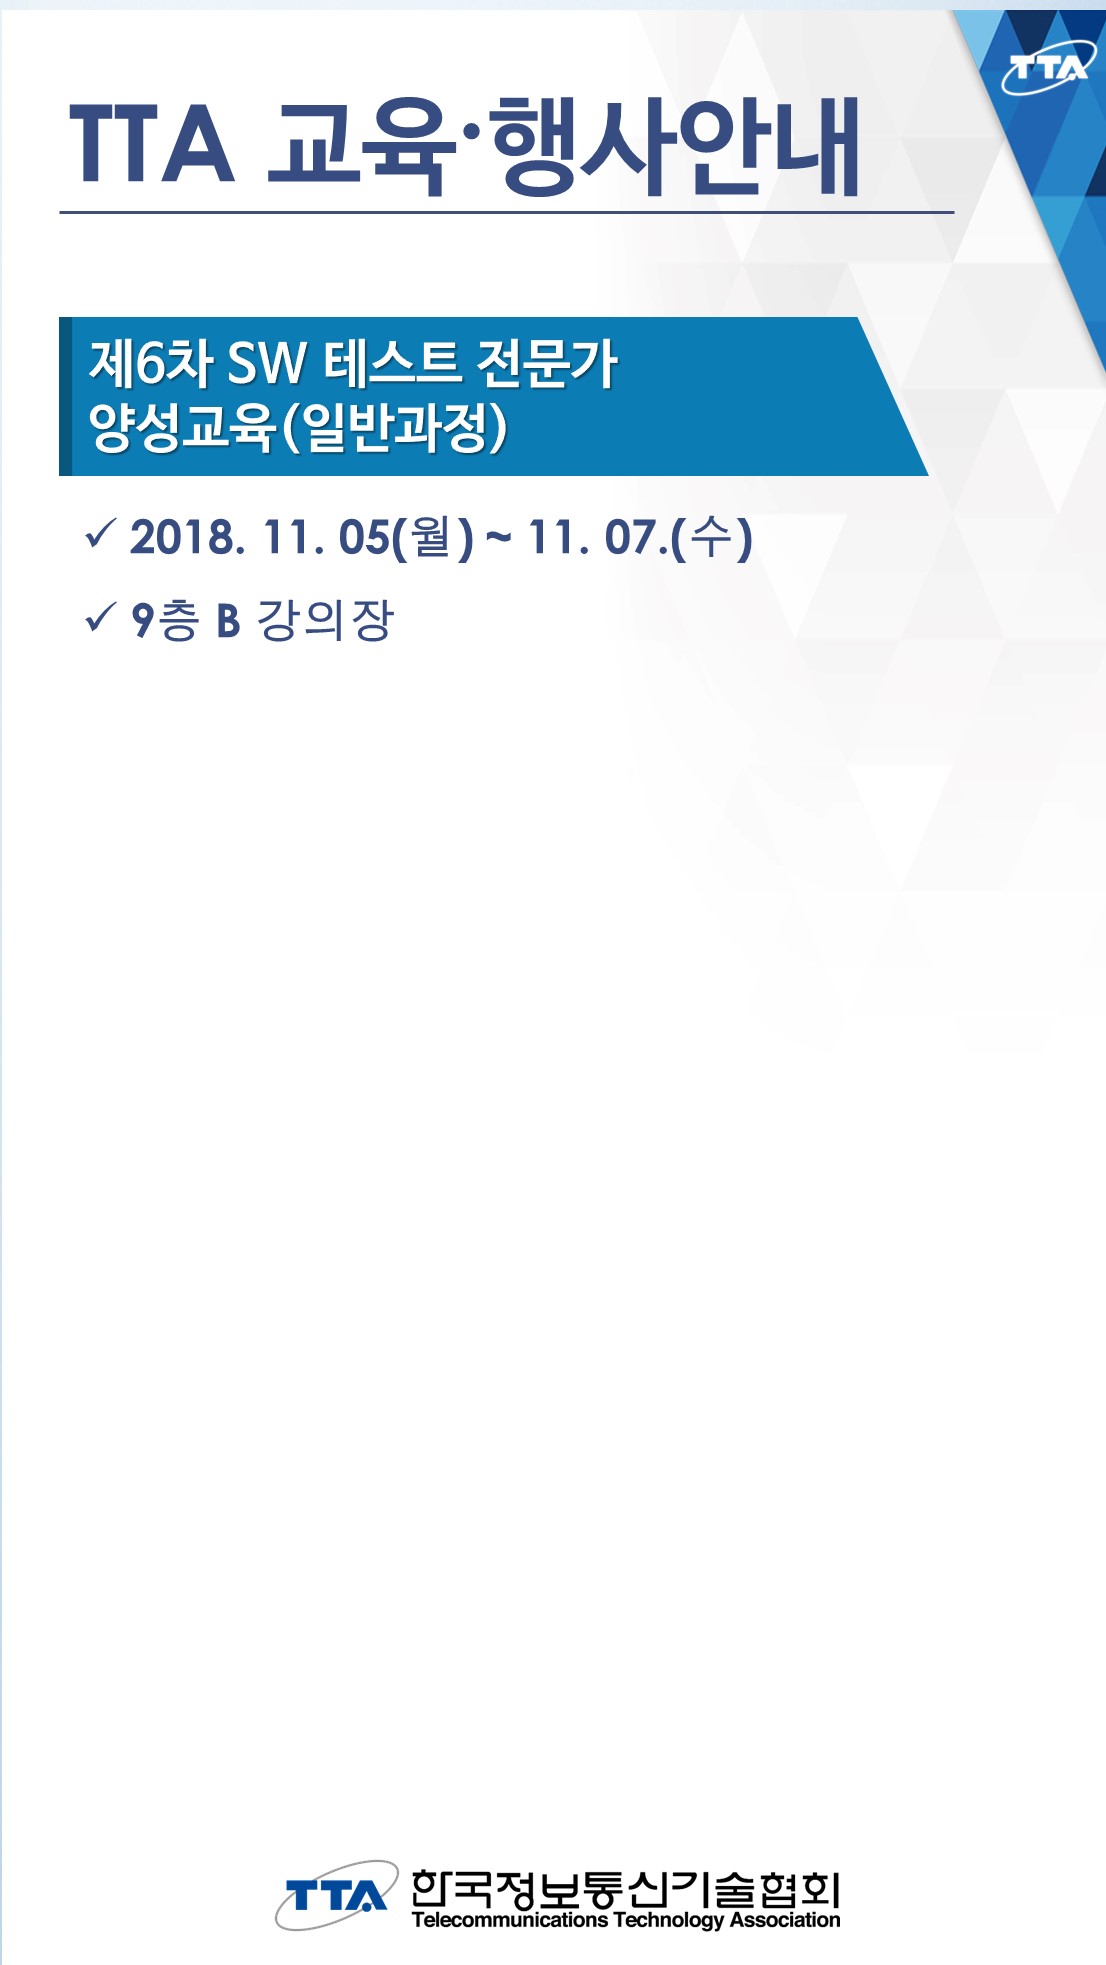 TTA
TTA 교육·행사안내
제6차 SW 테스트 전문가
양성교육(일반과정)
✓ 2018. 11. 05(월) ~ 11. 07.(수)
✓ 9층 B 강의장
TTA 한국정보통신기술협회
Telecommunications Technology Association